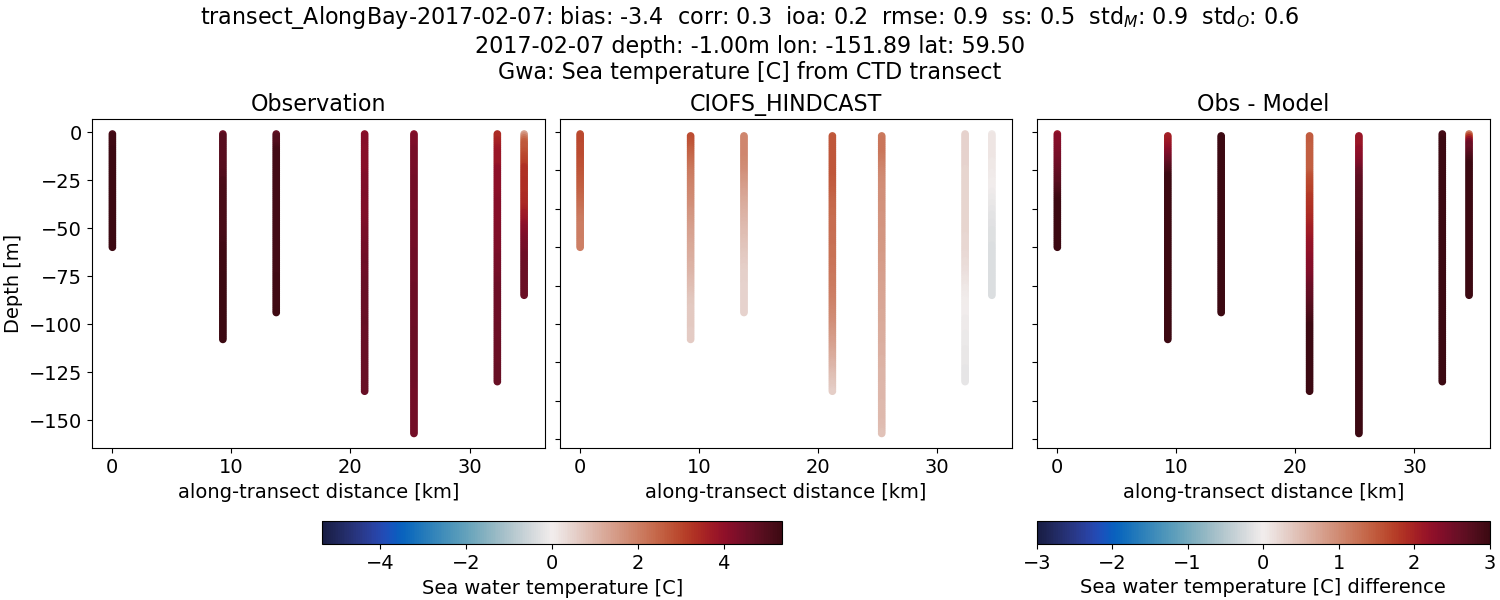 transect_AlongBay-2017-02-07: bias: -3.4  corr: 0.3  ioa: 0.2  rmse: 0.9  ss: 0.5  std_M: 0.9  std_O: 0.6
2017-02-07 depth: -1.00m lon: -151.89 lat: 59.50
Gwa: Sea temperature [C] from CTD transect
Observation
CIOFS_HINDCAST
Obs - Model
Depth [m]
0
−25
−50
−75
−100
−125
−150
0 10 20 30
0 10 20 30
0 10 20 30
along-transect distance [km]
along-transect distance [km]
along-transect distance [km]
−4 −2 0 2 4
Sea water temperature [C]
−3 −2 −1 0 1 2 3
Sea water temperature [C] difference